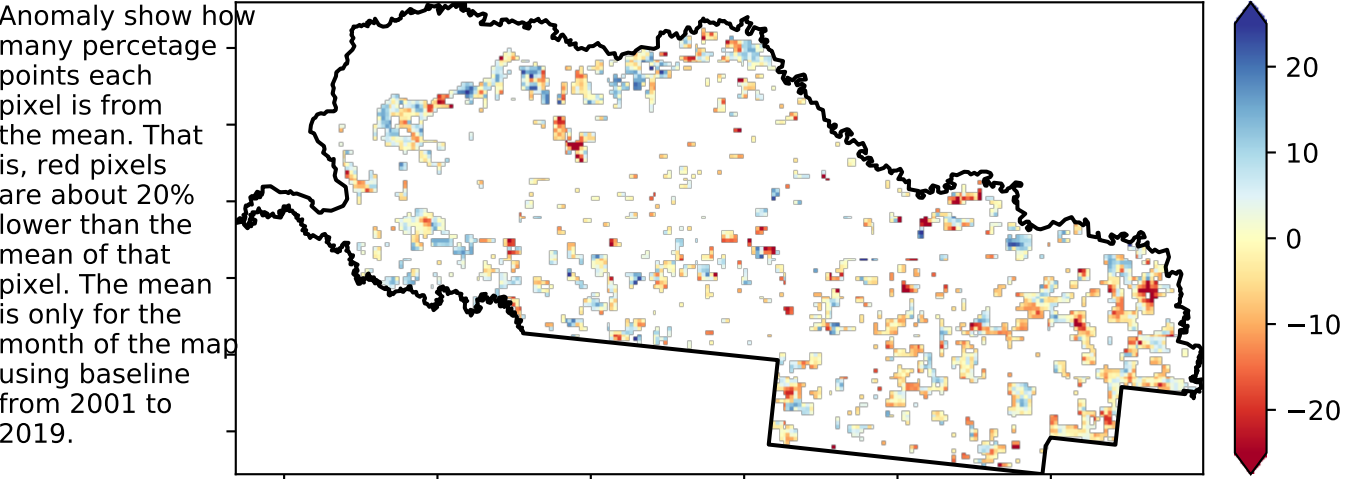 Anomaly show how
many percetage
points each
pixel is from
the mean. That
is, red pixels
are about 20%
lower than the
mean of that
pixel. The mean
is only for the
month of the map
using baseline
from 2001 to
2019.
20
10
0
−10
−20